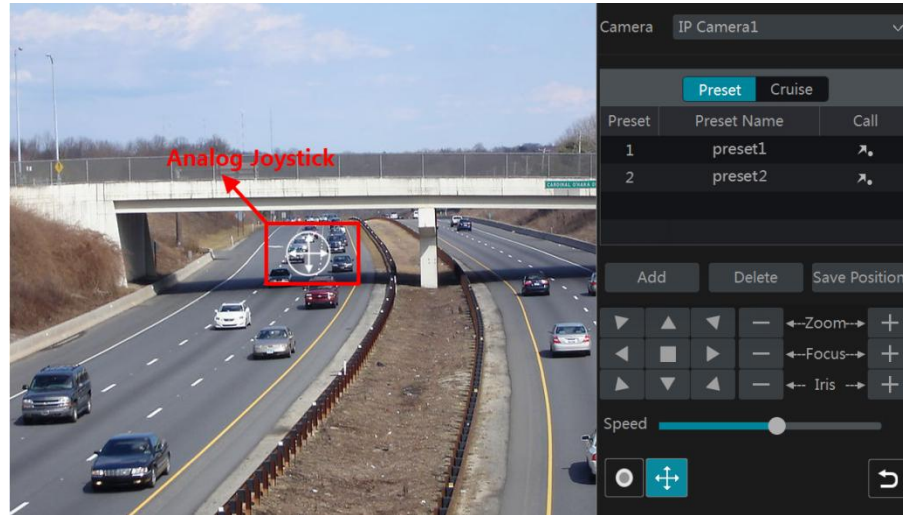 Camera IP Camera1
Preset Cruise
Preset Preset Name Call
1 preset1
2 preset2
Analog Joystick
CARDINAL O'HARA
Add Delete Save Position
Zoom
Focus
Iris
Speed